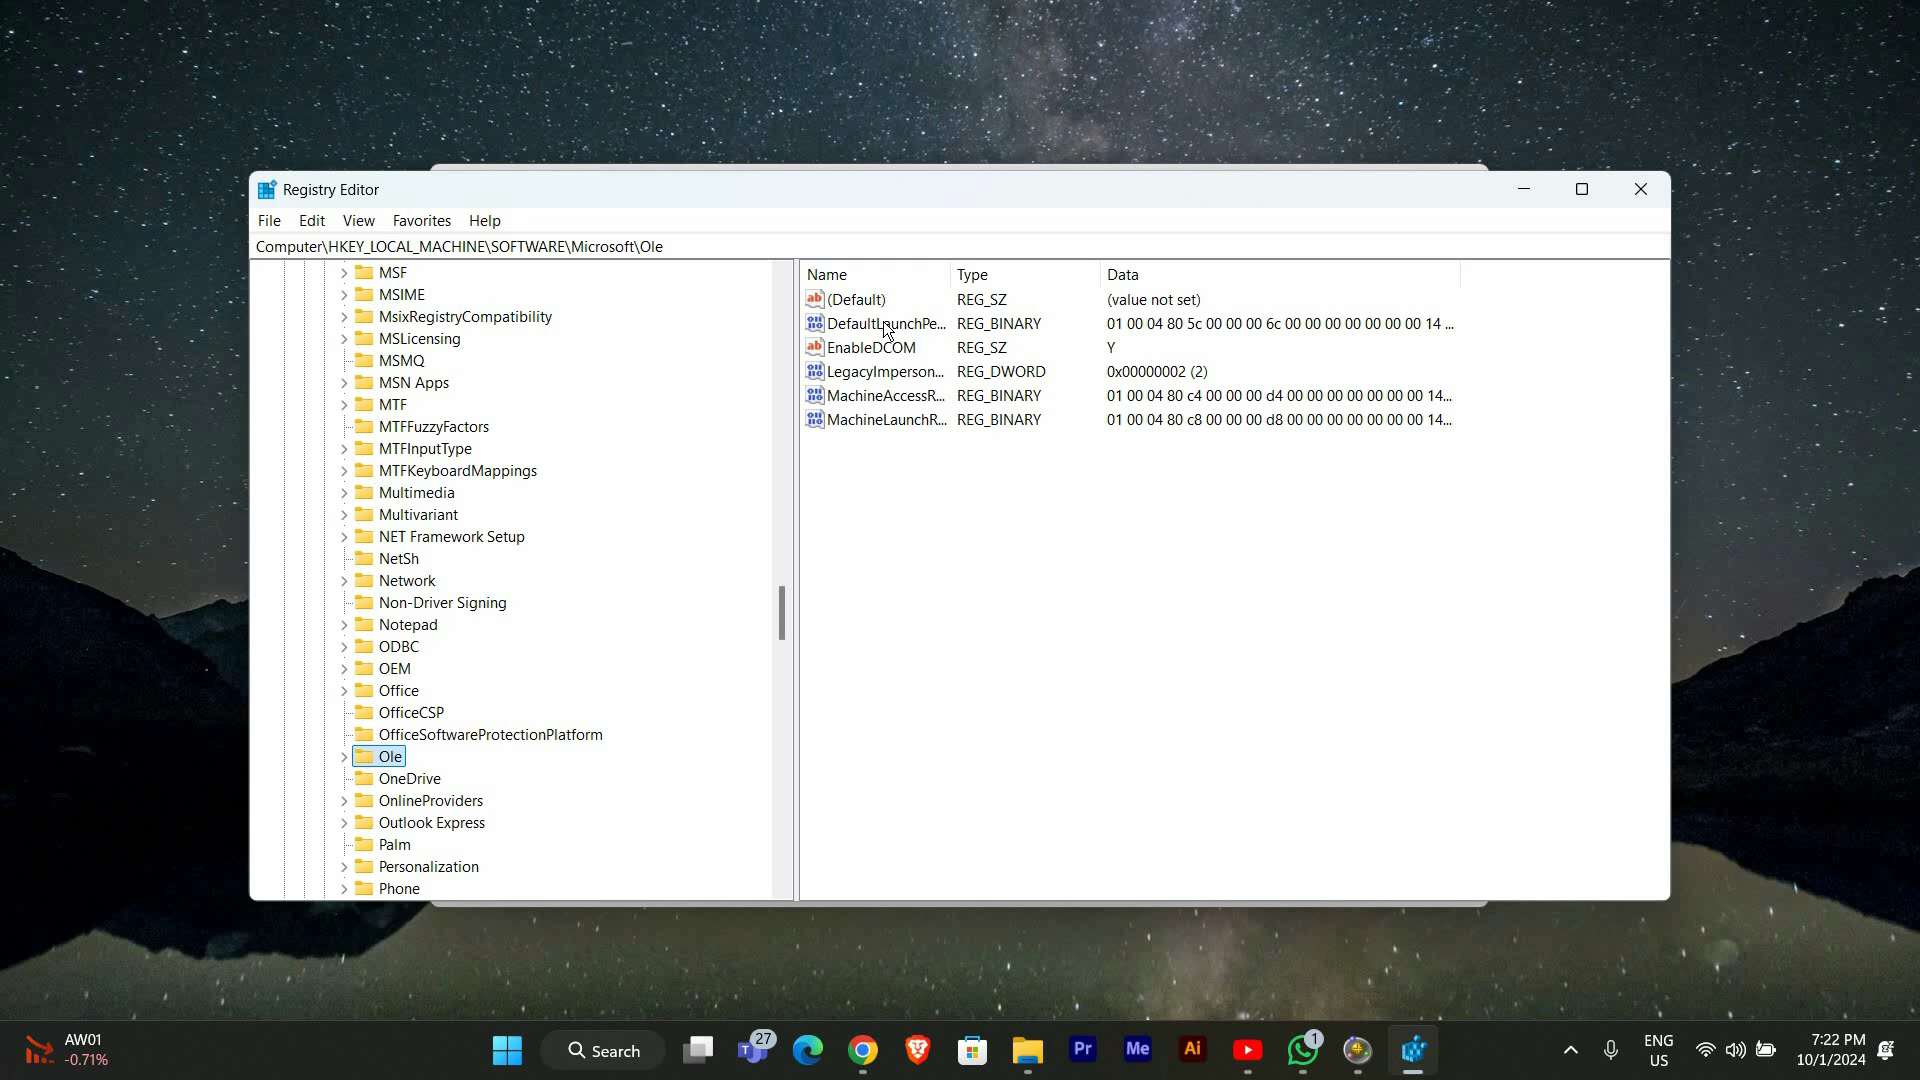 Registry Editor
File Edit View Favorites Help
Computer\HKEY_LOCAL_MACHINE\SOFTWARE\Microsoft\Ole
MSF
MSIME
MsixRegistryCompatibility
MSLicensing
MSMQ
MSN Apps
MTF
MTFFuzzyFactors
MTFInputType
MTFKeyboardMappings
Multimedia
Multivariant
NET Framework Setup
NetSh
Network
Non-Driver Signing
Notepad
ODBC
OEM
Office
OfficeCSP
OfficeSoftwareProtectionPlatform
Ole
OneDrive
OnlineProviders
Outlook Express
Palm
Personalization
Phone
Name Type Data
ab (Default) REG_SZ (value not set)
DefaultLaunchPe... REG_BINARY 01 00 04 80 5c 00 00 00 6c 00 00 00 00 00 00 00 14 ...
ab EnableDCOM REG_SZ Y
LegacyImperson... REG_DWORD 0x00000002 (2)
MachineAccessR... REG_BINARY 01 00 04 80 c4 00 00 00 d4 00 00 00 00 00 00 00 14...
MachineLaunchR... REG_BINARY 01 00 04 80 c8 00 00 00 d8 00 00 00 00 00 00 00 14...
AW01
-0.71%
Search
27
Pr
Me
Ai
1
ENG
US
7:22 PM
10/1/2024